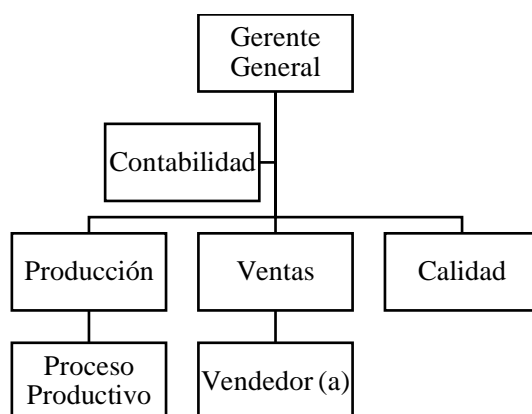 Gerente
General
Contabilidad
Producción
Ventas
Calidad
Proceso
Productivo
Vendedor (a)